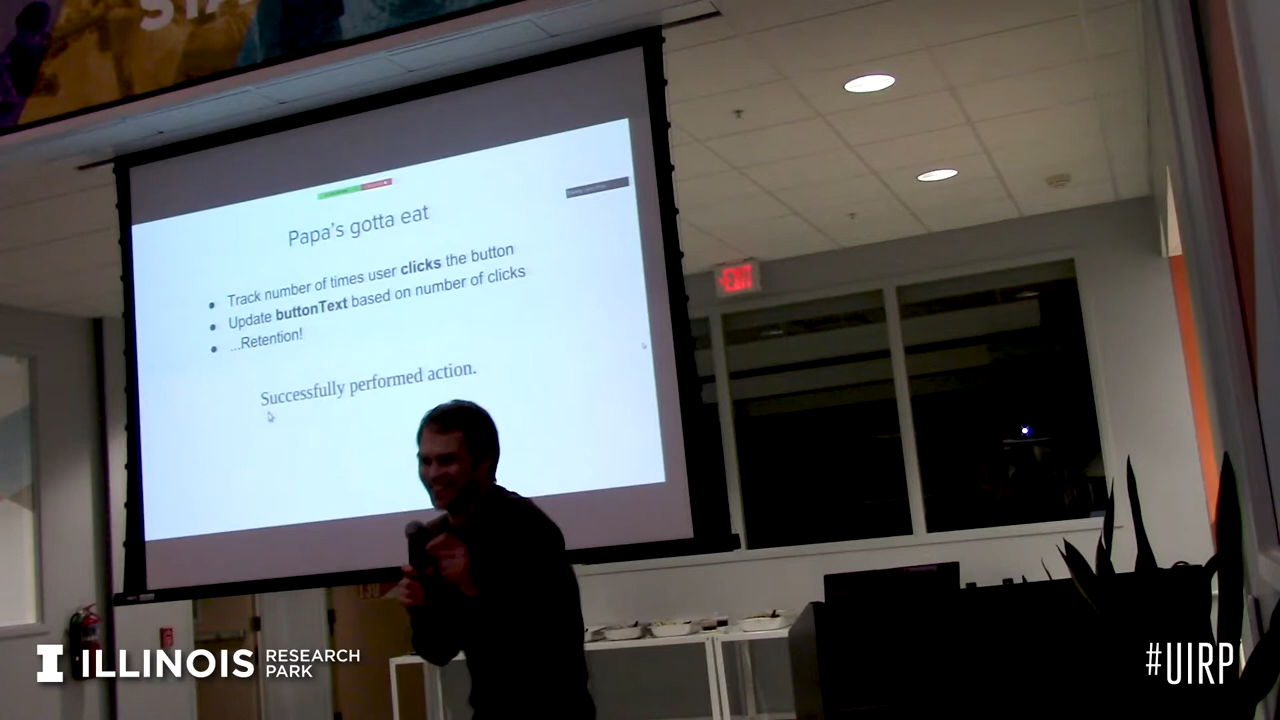 STA
Papa's gotta eat
Track number of times user clicks the button
Update buttonText based on number of clicks
...Retention!
Successfully performed action.
EXIT
ILLINOIS RESEARCH PARK
#UIRP